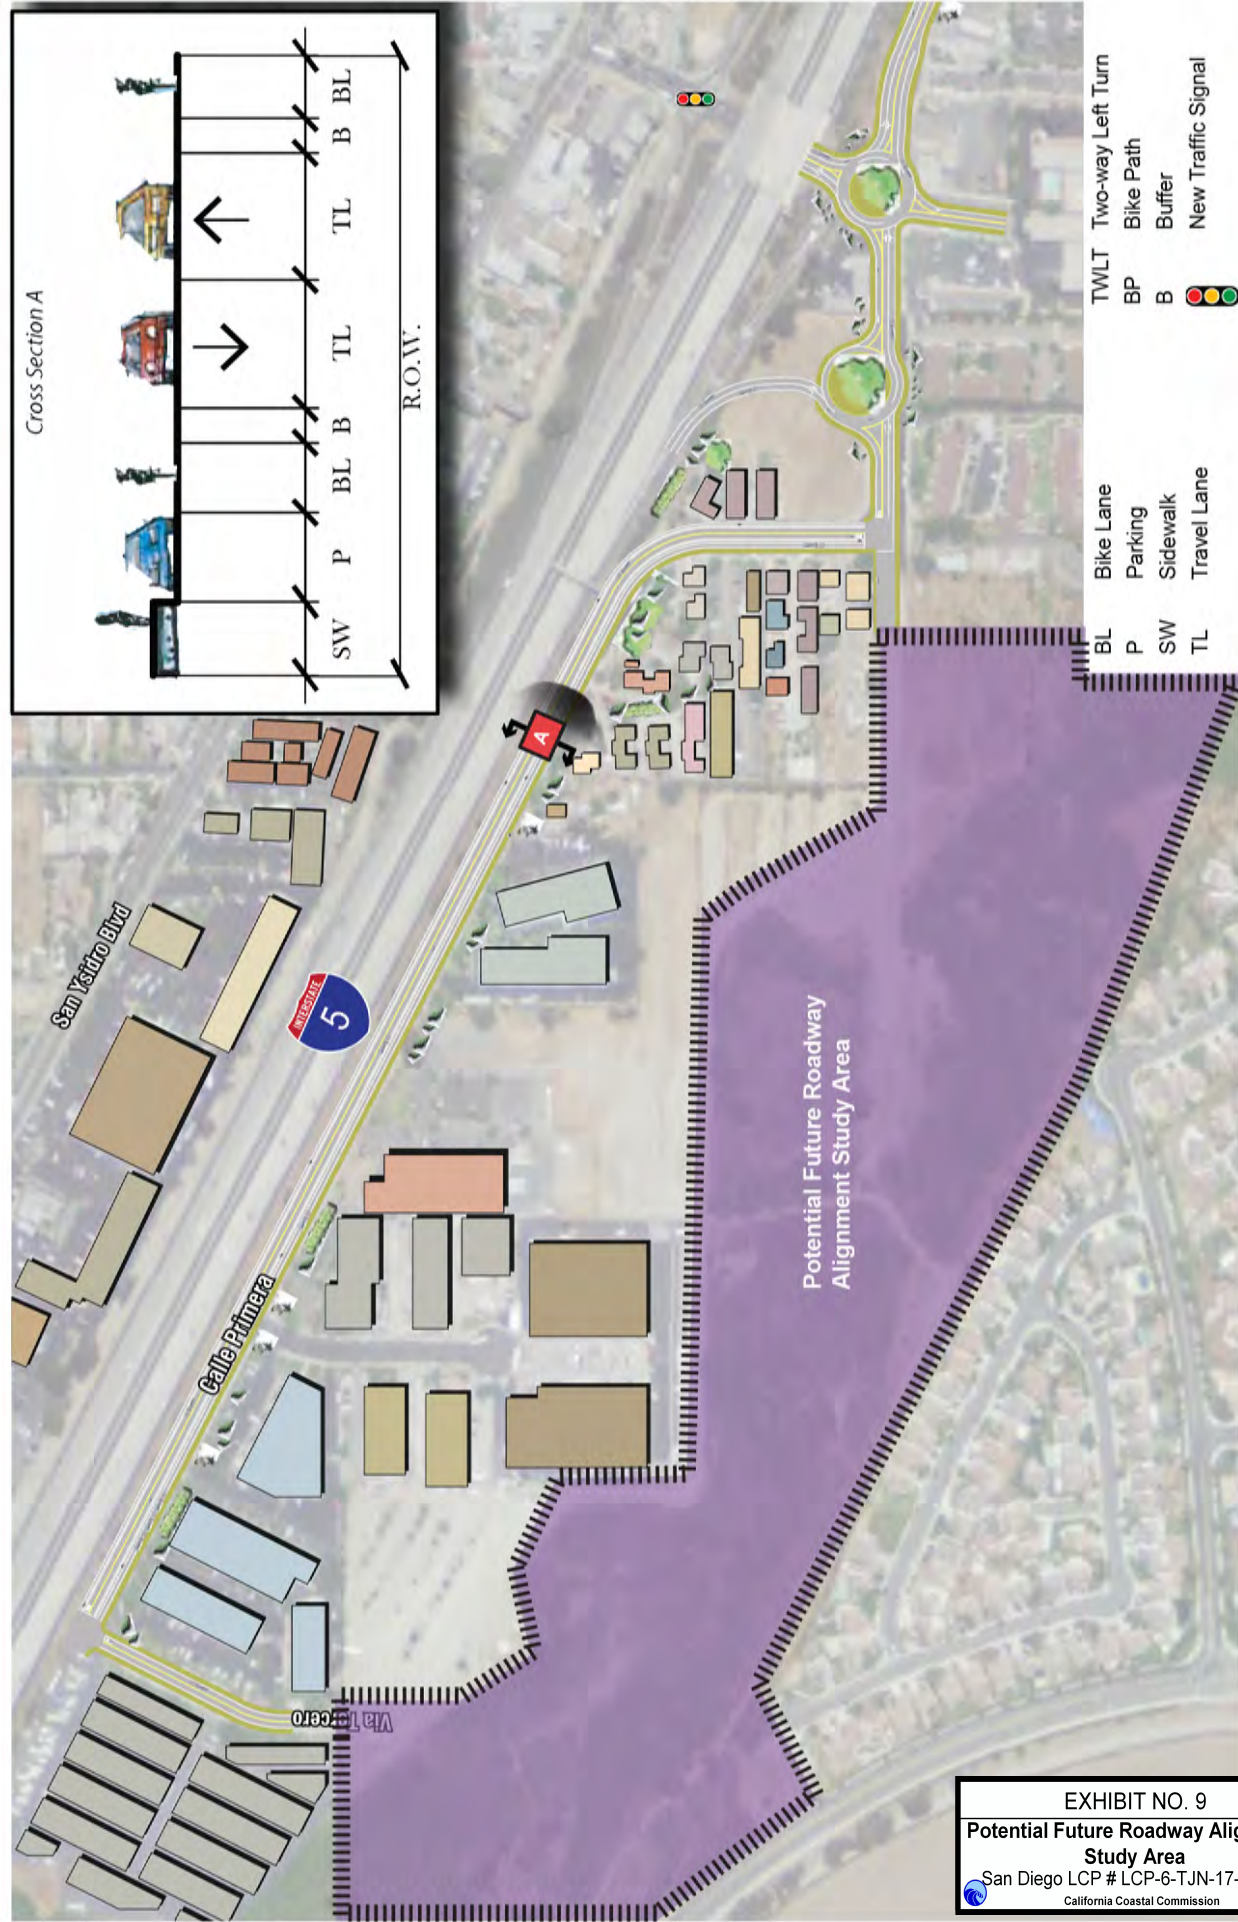 Cross Section A
SW
P
BL
B
TL
TL
B
BL
R.O.W.
San Ysidro Blvd
INTERSTATE
5
Calle Primera
A
Potential Future Roadway
Alignment Study Area
BL Bike Lane
P Parking
SW Sidewalk
TL Travel Lane
TWLT Two-way Left Turn
BP Bike Path
B Buffer
New Traffic Signal
EXHIBIT NO. 9
Potential Future Roadway Alig
Study Area
San Diego LCP # LCP-6-TJN-17-
California Coastal Commission